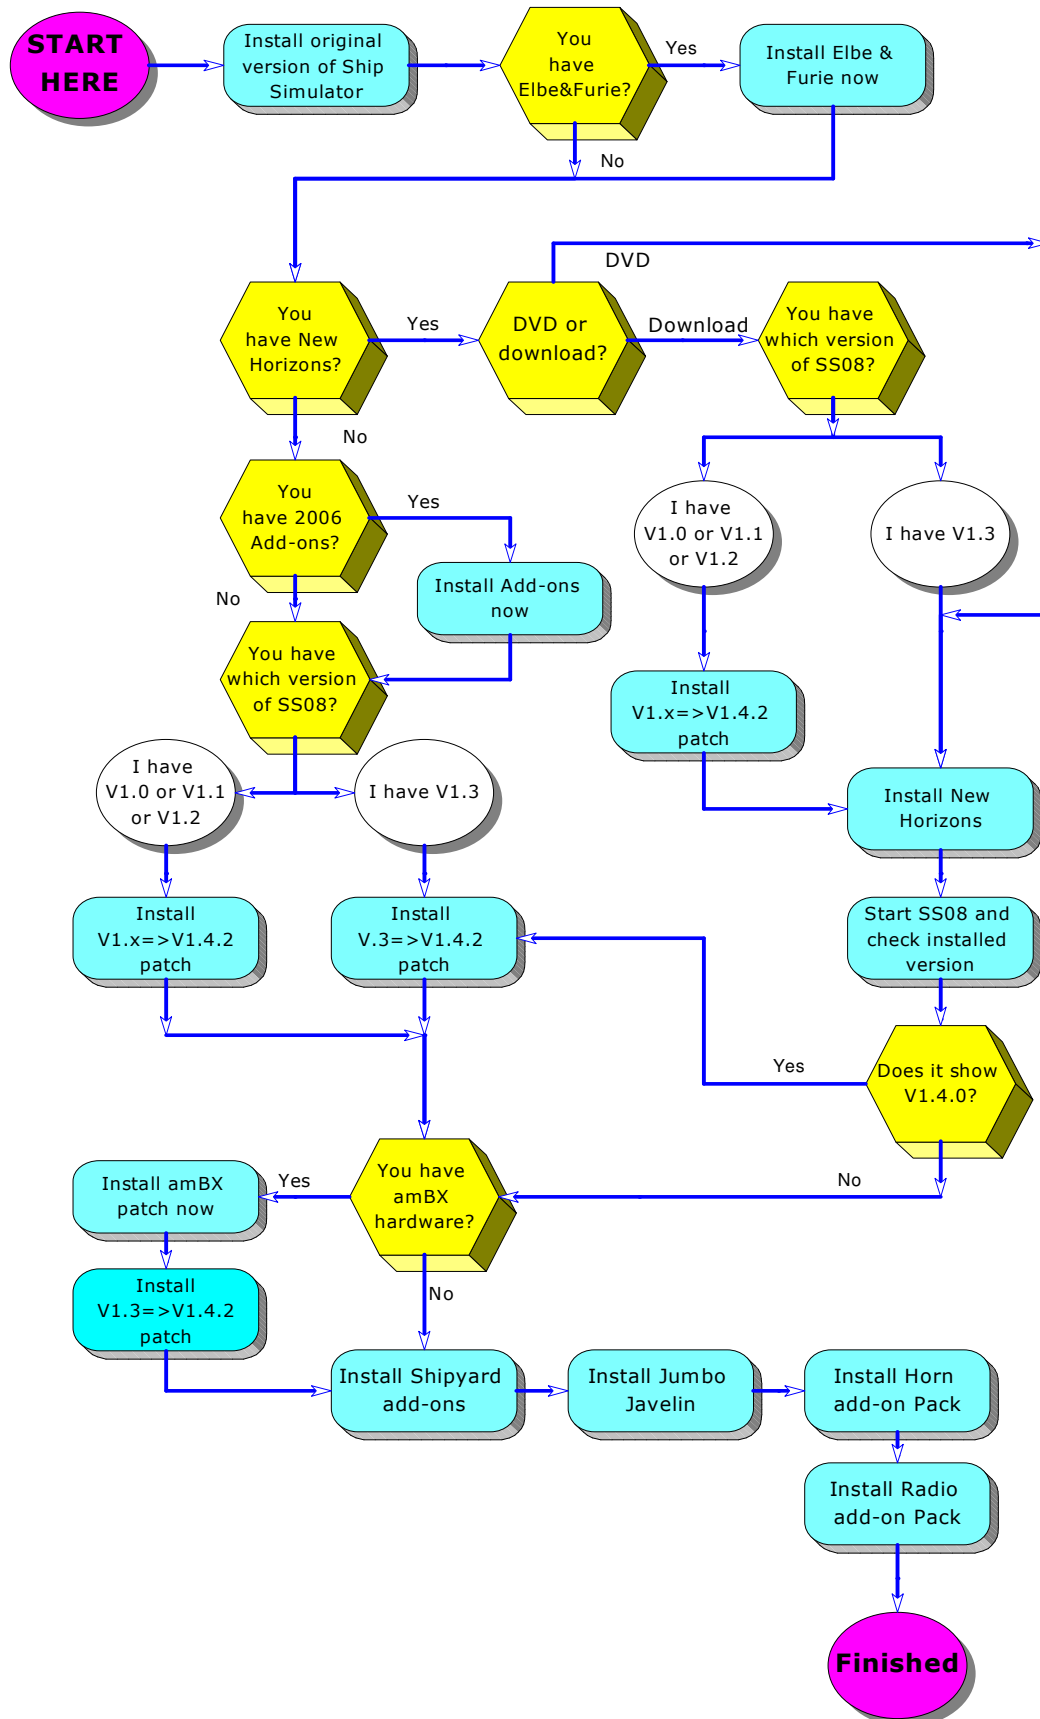 START
HERE
Install original
version of Ship
Simulator
You
have
Elbe&Furie?
Yes
Install Elbe &
Furie now
No
DVD
You
have New
Horizons?
Yes
DVD or
download?
Download
You have
which version
of SS08?
No
You
have 2006
Add-ons?
Yes
I have
V1.0 or V1.1
or V1.2
I have V1.3
Install Add-ons
now
No
You have
which version
of SS08?
Install
V1.x=>V1.4.2
patch
I have
V1.0 or V1.1
or V1.2
I have V1.3
Install New
Horizons
Install
V1.x=>V1.4.2
patch
Install
V.3=>V1.4.2
patch
Start SS08 and
check installed
version
Yes
Does it show
V1.4.0?
Install amBX
patch now
Yes
You have
amBX
hardware?
No
Install
V1.3=>V1.4.2
patch
No
Install Shipyard
add-ons
Install Jumbo
Javelin
Install Horn
add-on Pack
Install Radio
add-on Pack
Finished